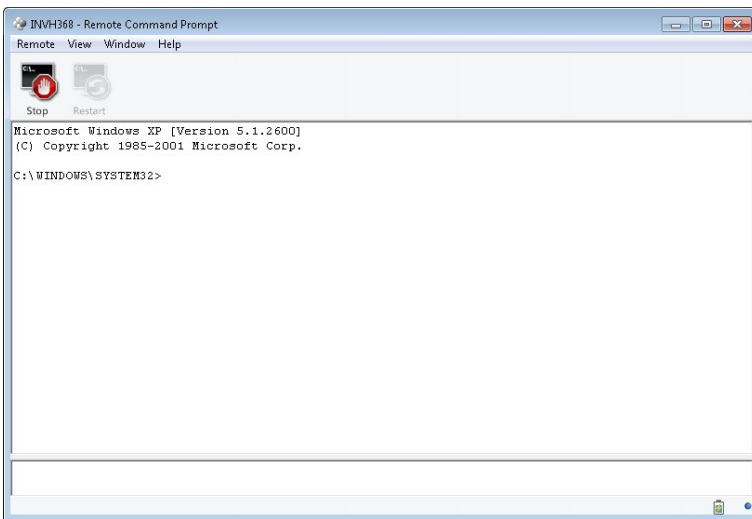 INVH368 - Remote Command Prompt
Remote View Window Help
C:\_
C:\_
Stop Restart
Microsoft Windows XP [Version 5.1.2600]
(C) Copyright 1985-2001 Microsoft Corp.
C:\WINDOWS\SYSTEM32>